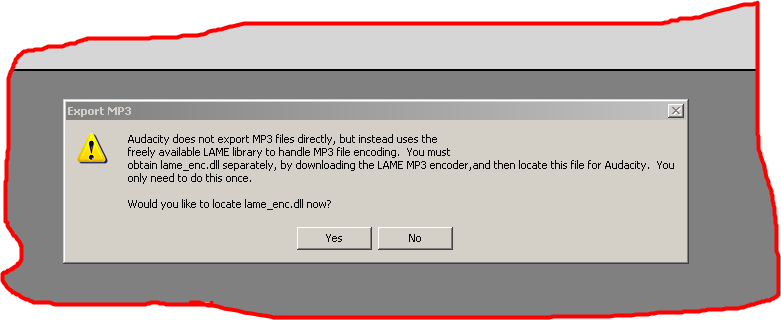 Export MP3
Audacity does not export MP3 files directly, but instead uses the
freely available LAME library to handle MP3 file encoding.  You must
obtain lame_enc.dll separately, by downloading the LAME MP3 encoder,and then locate this file for Audacity.  You
only need to do this once.
Would you like to locate lame_enc.dll now?
Yes No